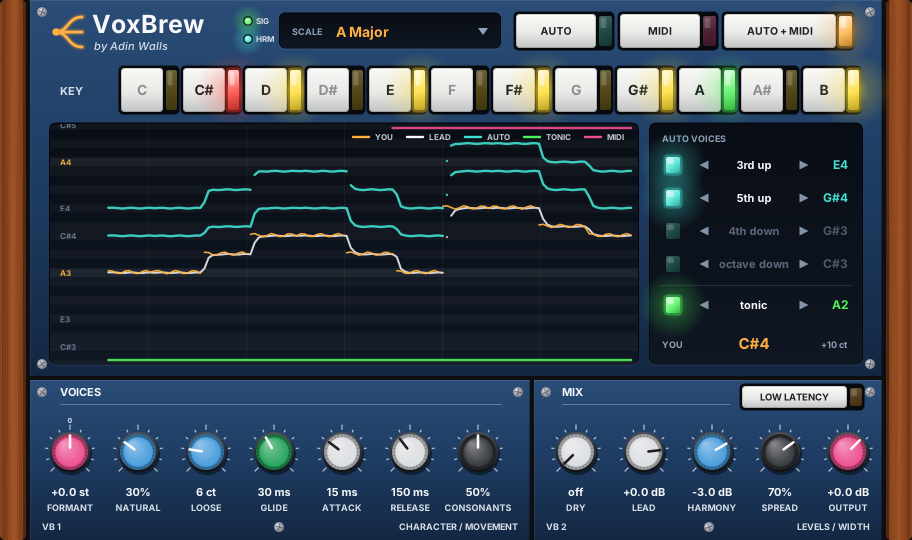 VoxBrew
by Adin Walls
SIG
HRM
SCALE A Major
AUTO
MIDI
AUTO + MIDI
KEY
C C# D D# E F F# G G# A A# B
C#5
YOU LEAD AUTO TONIC MIDI
A4
E4
C#4
A3
E3
C#3
AUTO VOICES
◀ 3rd up ▶ E4
◀ 5th up ▶ G#4
◀ 4th down ▶ G#3
◀ octave down ▶ C#3
◀ tonic ▶ A2
YOU C#4 +10 ct
VOICES
0
+0.0 st 30% 6 ct 30 ms 15 ms 150 ms 50%
FORMANT NATURAL LOOSE GLIDE ATTACK RELEASE CONSONANTS
VB 1 CHARACTER / MOVEMENT
MIX
LOW LATENCY
off +0.0 dB -3.0 dB 70% +0.0 dB
DRY LEAD HARMONY SPREAD OUTPUT
VB 2 LEVELS / WIDTH